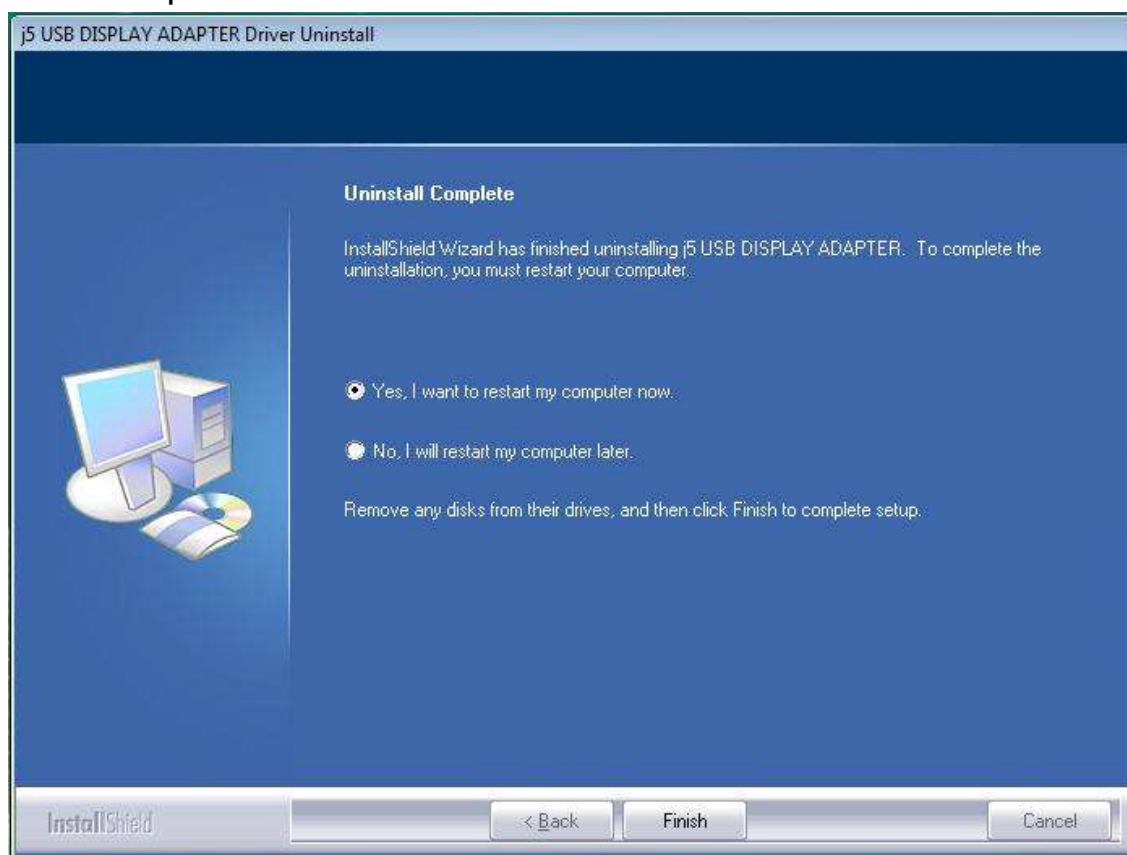 j5 USB DISPLAY ADAPTER Driver Uninstall
Uninstall Complete
InstallShield Wizard has finished uninstalling j5 USB DISPLAY ADAPTER. To complete the
uninstallation, you must restart your computer.
Yes, I want to restart my computer now.
No, I will restart my computer later.
Remove any disks from their drives, and then click Finish to complete setup.
InstallShield
< Back
Finish
Cancel